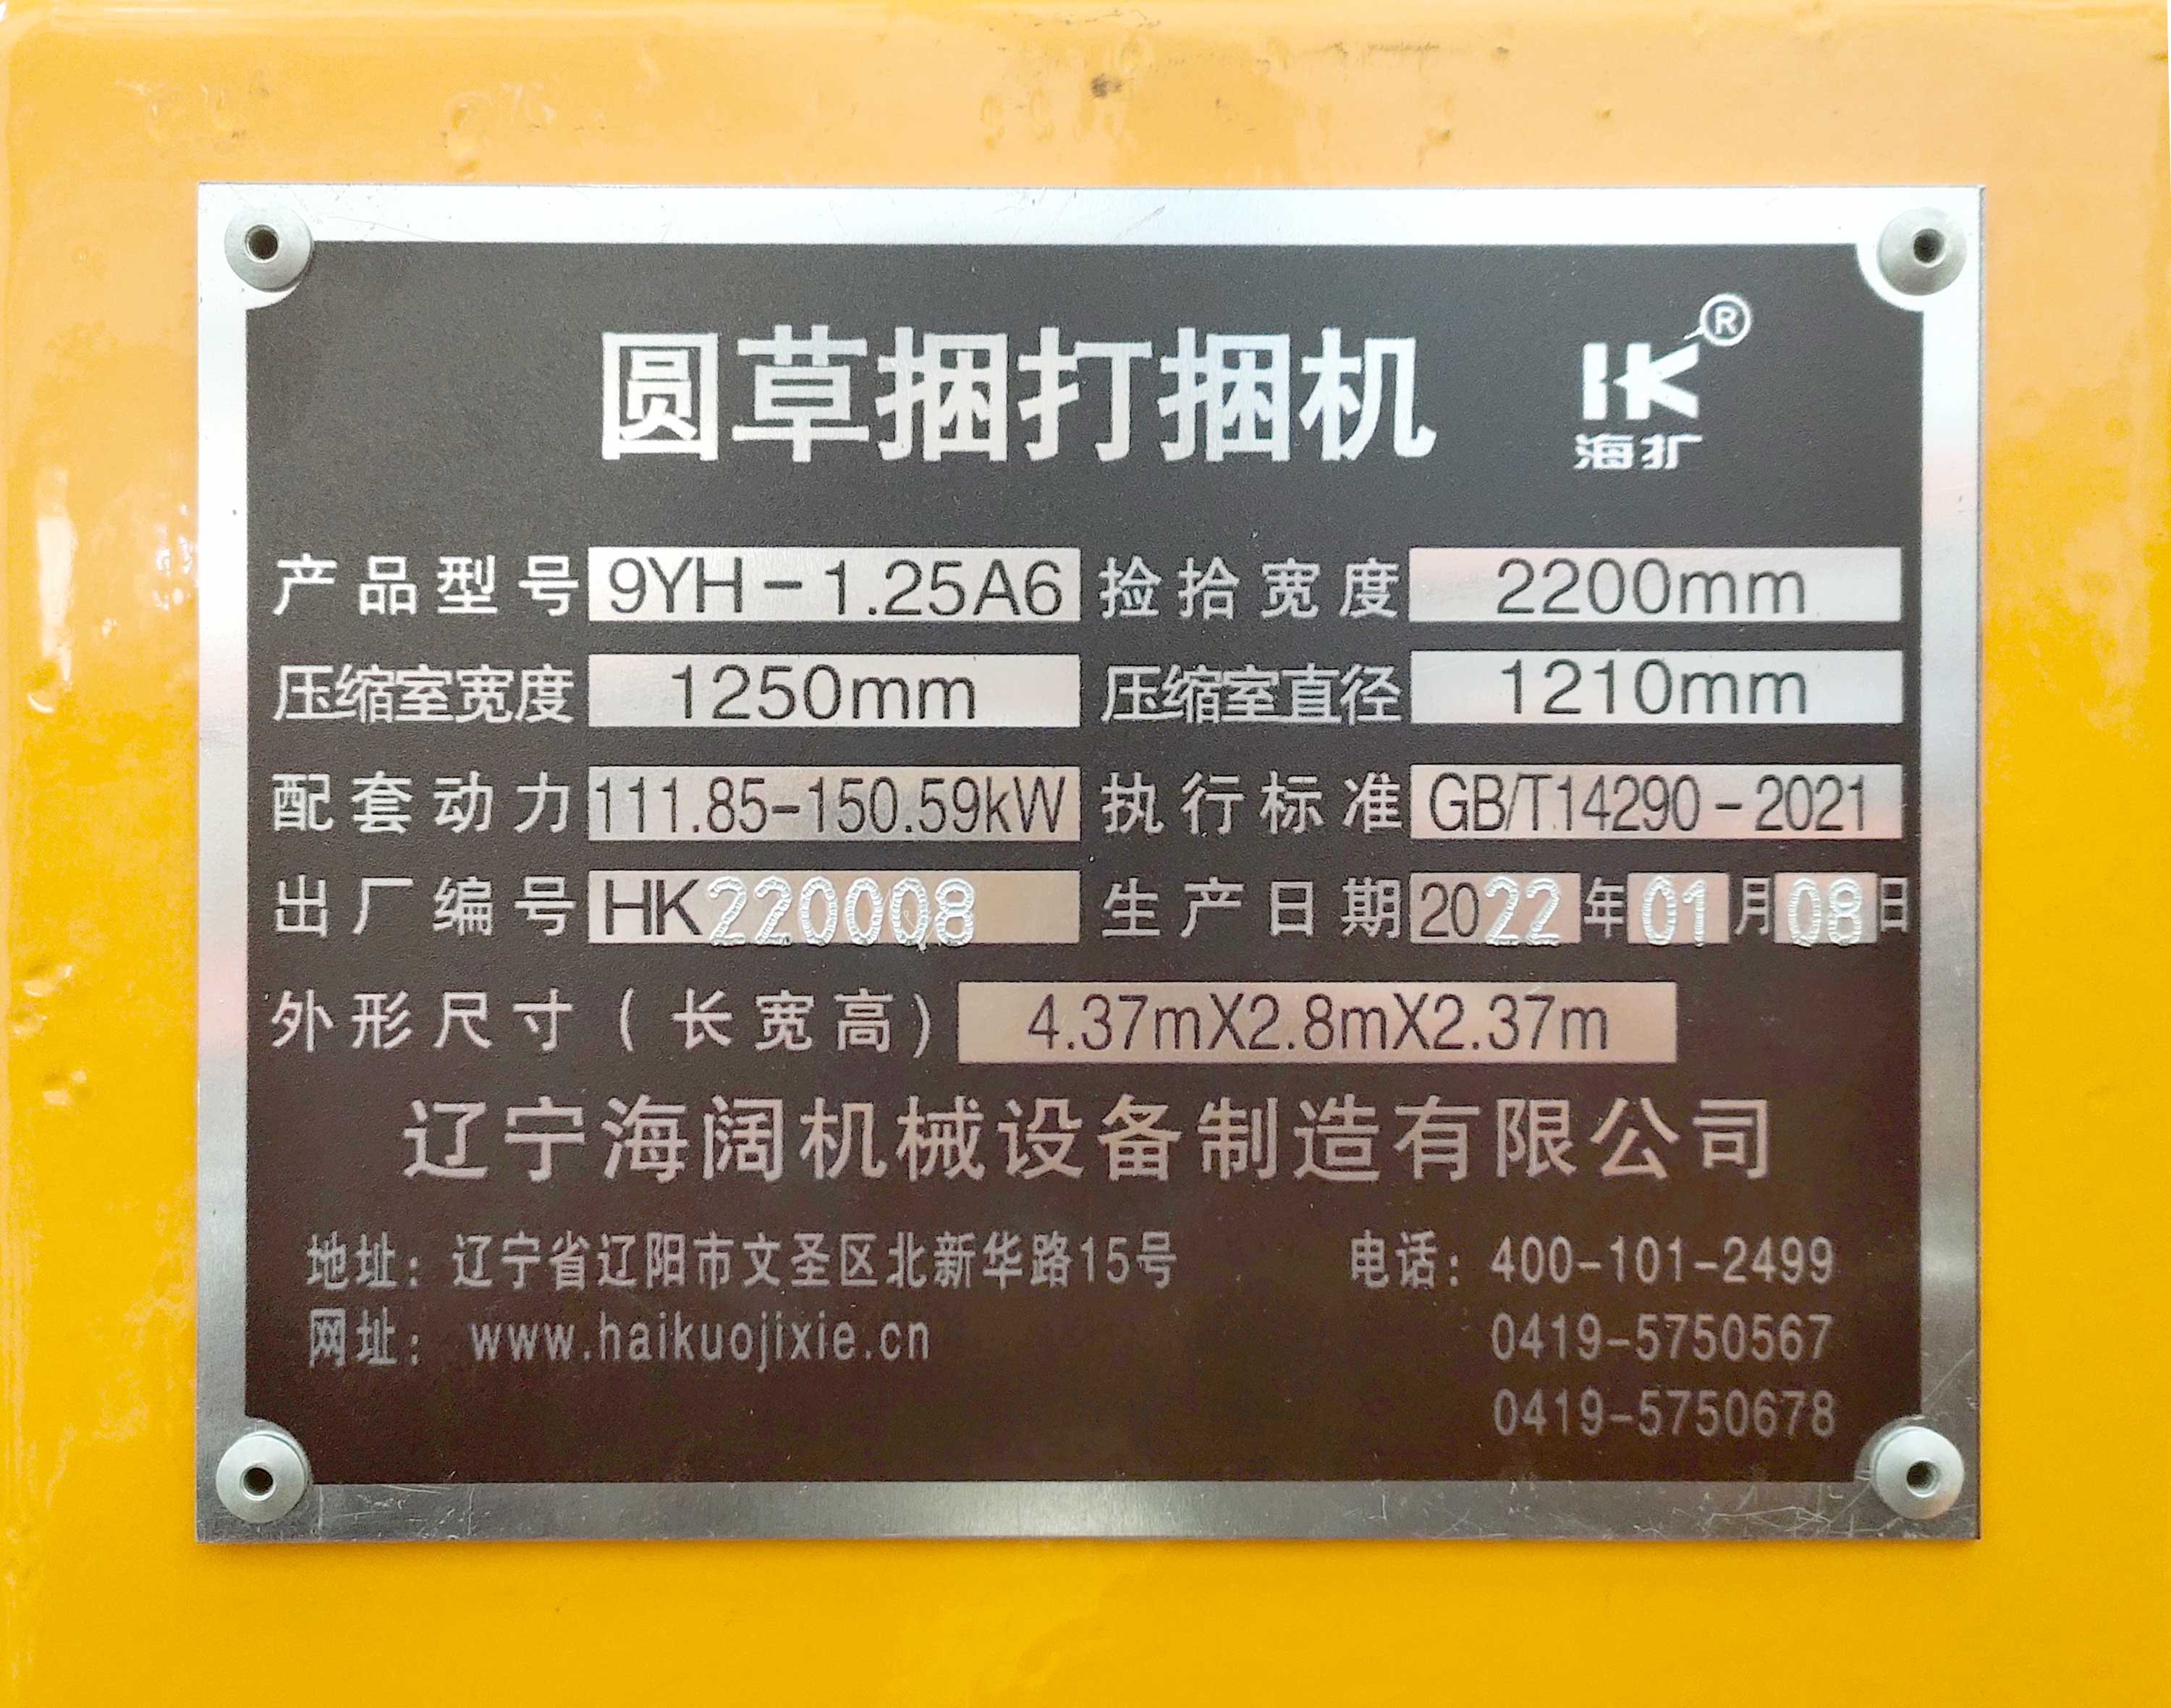 圆草捆打捆机
HK®
海扩
产品型号 9YH-1.25A6 捡拾宽度 2200mm
压缩室宽度 1250mm 压缩室直径 1210mm
配套动力 111.85-150.59kW 执行标准 GB/T14290-2021
出厂编号 HK220008 生产日期 2022年01月08日
外形尺寸(长宽高) 4.37mX2.8mX2.37m
辽宁海阔机械设备制造有限公司
地址：辽宁省辽阳市文圣区北新华路15号 电话：400-101-2499
网址： www.haikuojixie.cn 0419-5750567
0419-5750678